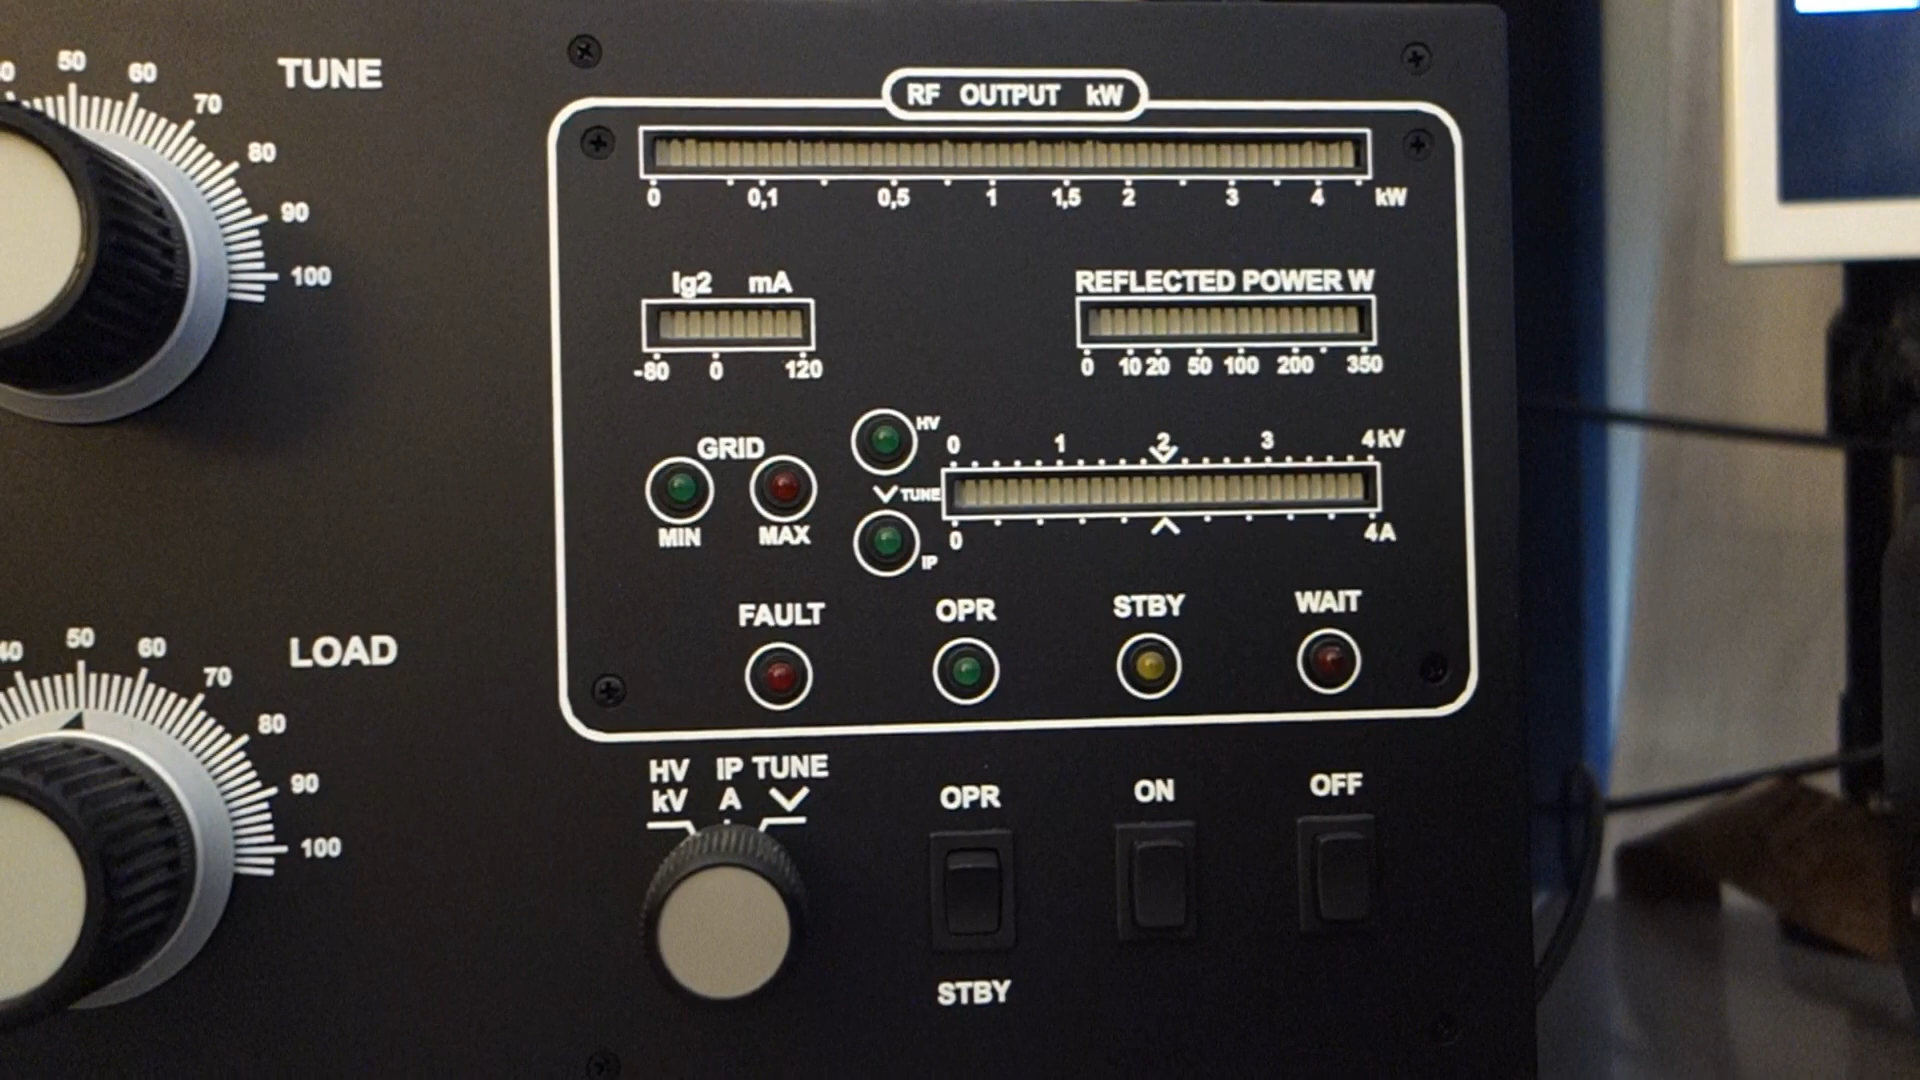 TUNE
50 60 70 80 90 100
RF OUTPUT kW
0 0,1 0,5 1 1,5 2 3 4 kW
Ig2 mA
-80 0 120
REFLECTED POWER W
0 10 20 50 100 200 350
GRID
MIN MAX
HV
TUNE
IP
0 1 2 3 4 kV
0 4 A
FAULT OPR STBY WAIT
LOAD
40 50 60 70 80 90 100
HV IP TUNE
kV A
OPR ON OFF
STBY